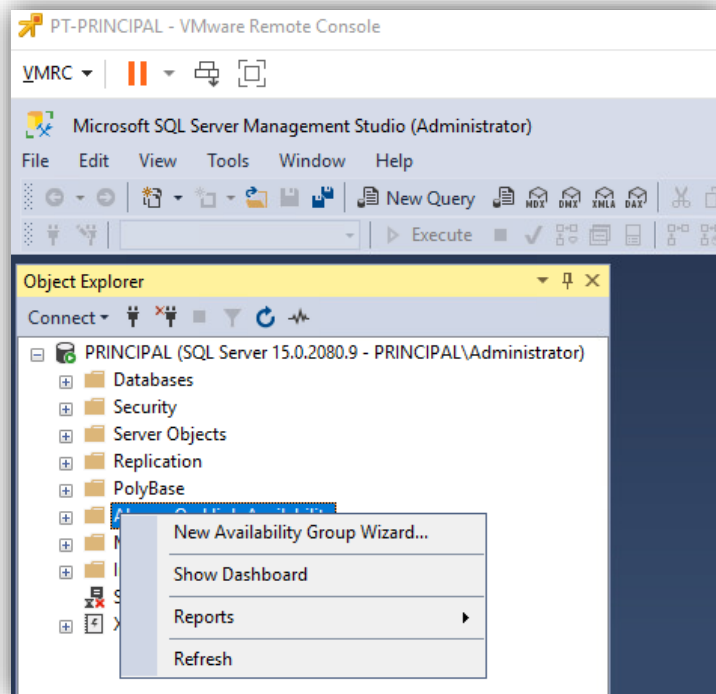 PT-PRINCIPAL - VMware Remote Console
VMRC
Microsoft SQL Server Management Studio (Administrator)
File Edit View Tools Window Help
New Query MDX DMX XMLA DAX
Execute
Object Explorer
Connect
PRINCIPAL (SQL Server 15.0.2080.9 - PRINCIPAL\Administrator)
Databases
Security
Server Objects
Replication
PolyBase
New Availability Group Wizard...
Show Dashboard
Reports
Refresh